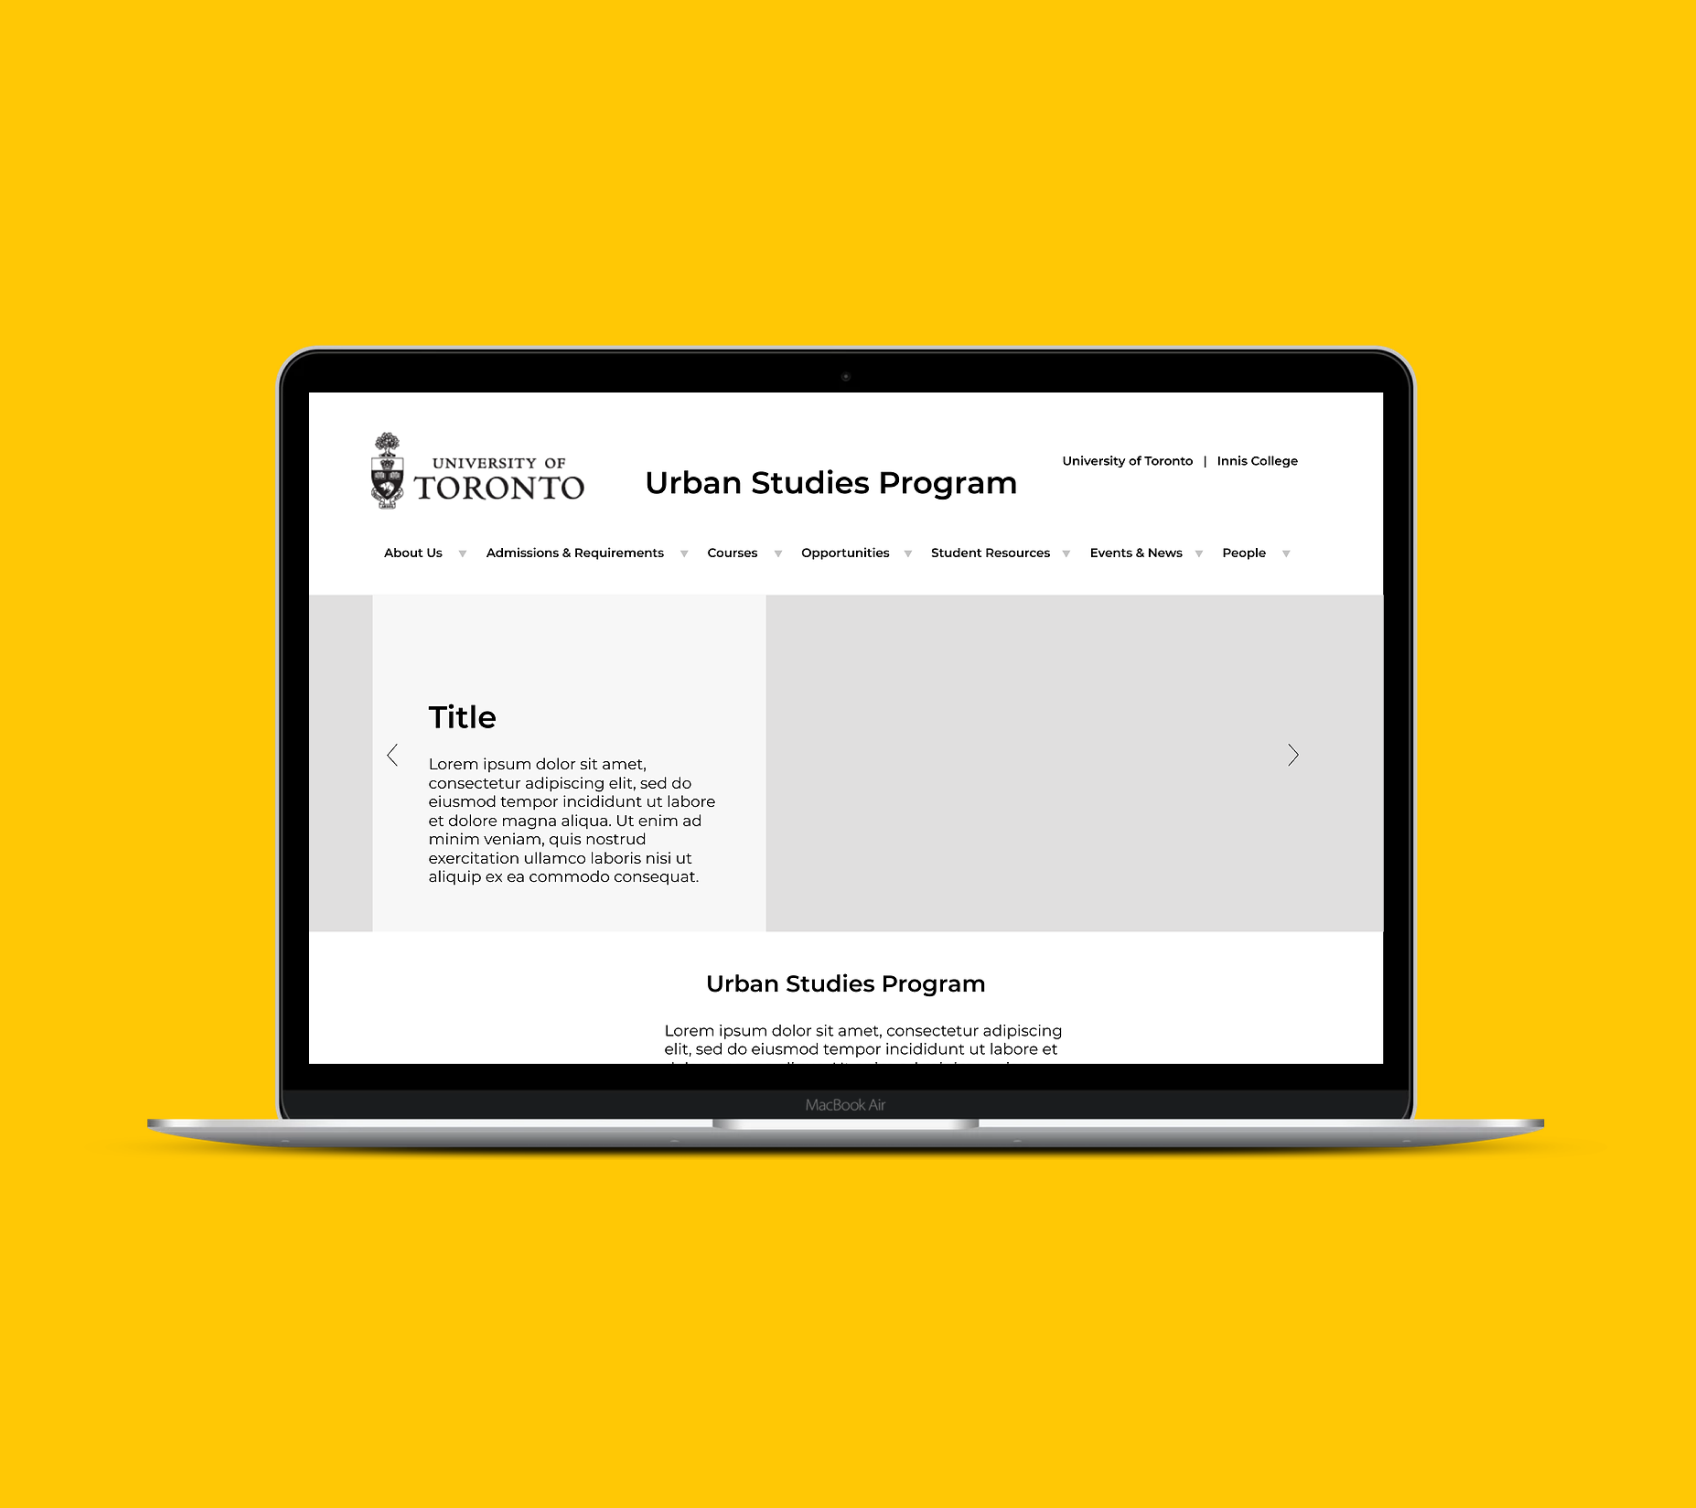 UNIVERSITY OF
TORONTO
Urban Studies Program
University of Toronto | Innis College
About Us
Admissions & Requirements
Courses
Opportunities
Student Resources
Events & News
People
Title
Lorem ipsum dolor sit amet,
consectetur adipiscing elit, sed do
eiusmod tempor incididunt ut labore
et dolore magna aliqua. Ut enim ad
minim veniam, quis nostrud
exercitation ullamco laboris nisi ut
aliquip ex ea commodo consequat.
Urban Studies Program
Lorem ipsum dolor sit amet, consectetur adipiscing
elit, sed do eiusmod tempor incididunt ut labore et
MacBook Air